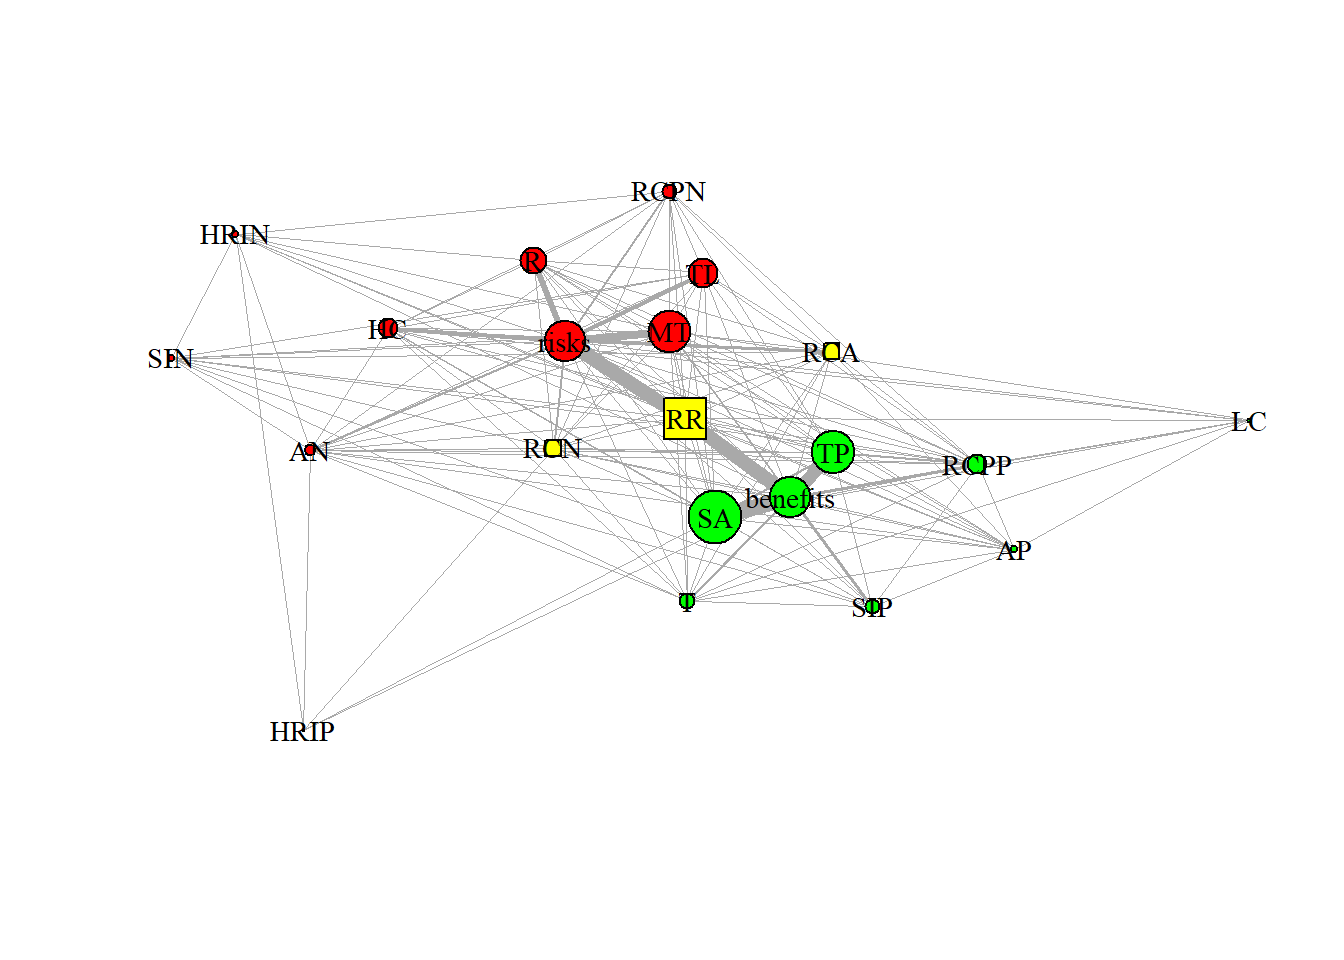 RCPN
HRIN
R
TL
HC
risks
MT
SIN
RCA
RR
LC
AN
RCN
TP
RCPP
benefits
SA
AP
T
SIP
HRIP